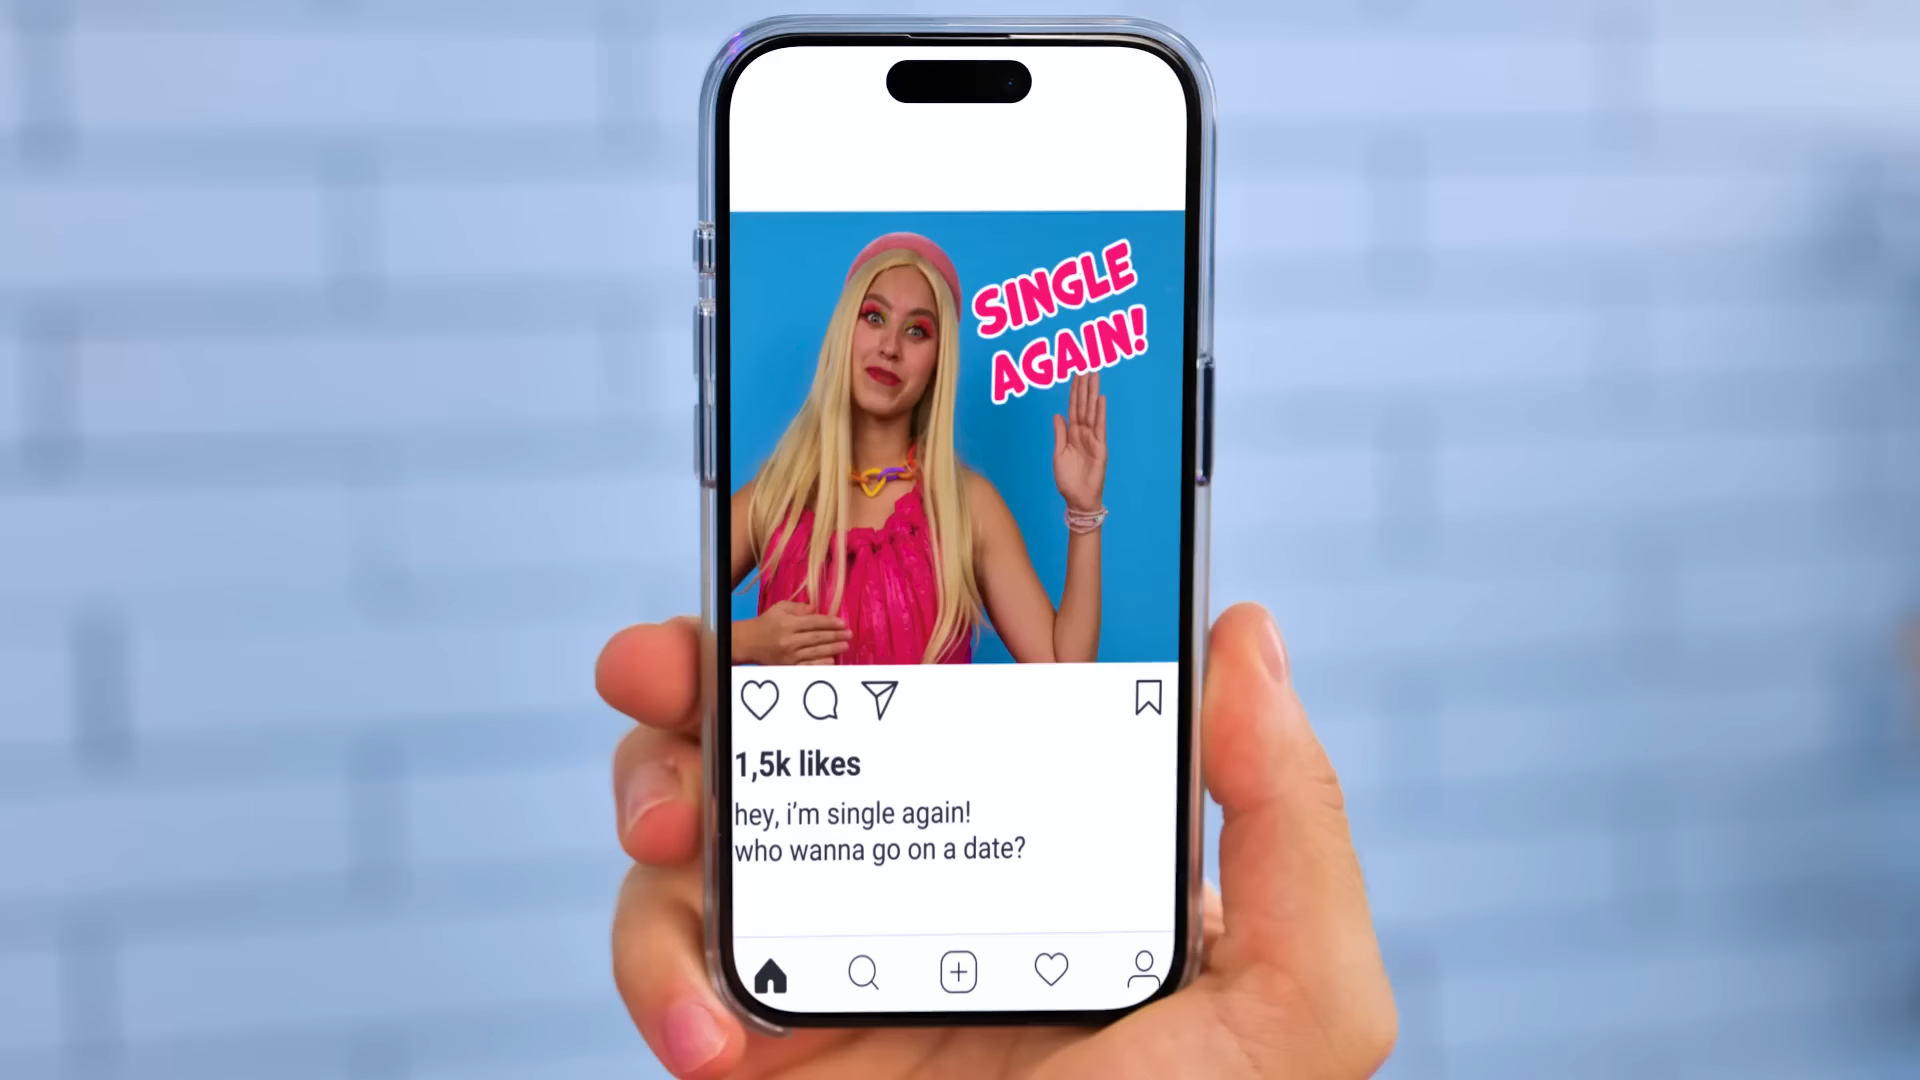 SINGLE
AGAIN!
1,5k likes
hey, i'm single again!
who wanna go on a date?